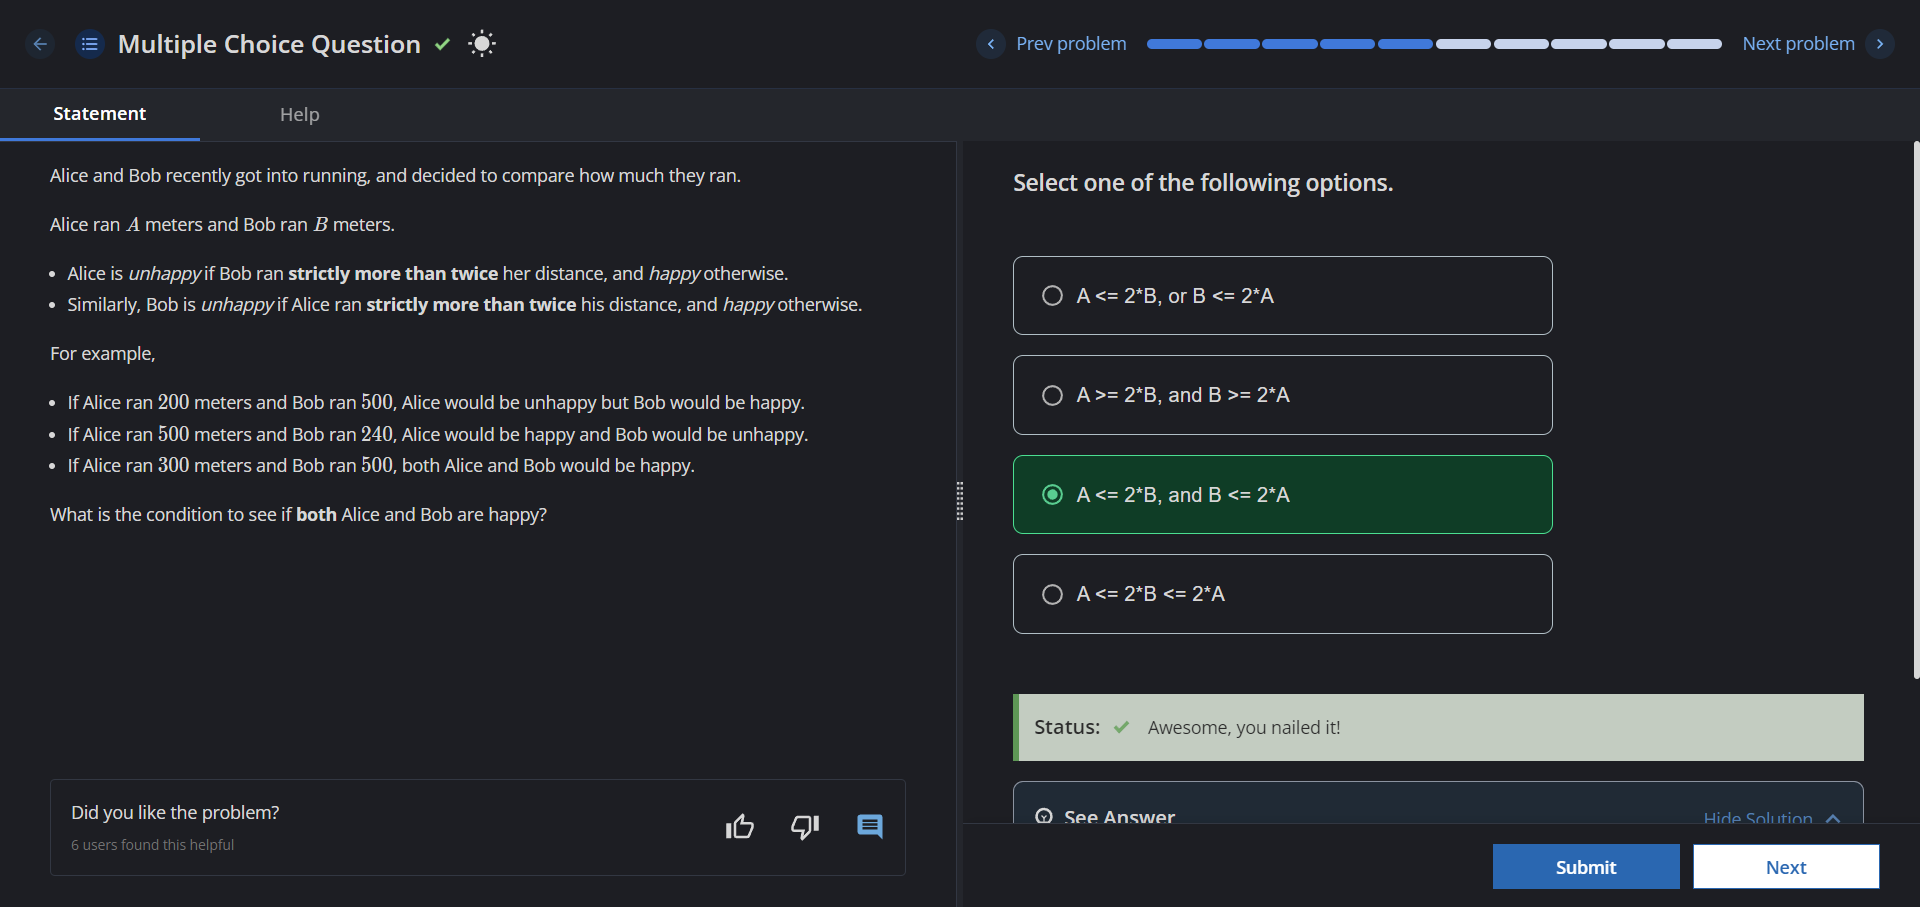 Multiple Choice Question
Prev problem
Next problem
Statement
Help
Alice and Bob recently got into running, and decided to compare how much they ran.
Alice ran A meters and Bob ran B meters.
• Alice is unhappy if Bob ran strictly more than twice her distance, and happy otherwise.
• Similarly, Bob is unhappy if Alice ran strictly more than twice his distance, and happy otherwise.
For example,
• If Alice ran 200 meters and Bob ran 500, Alice would be unhappy but Bob would be happy.
• If Alice ran 500 meters and Bob ran 240, Alice would be happy and Bob would be unhappy.
• If Alice ran 300 meters and Bob ran 500, both Alice and Bob would be happy.
What is the condition to see if both Alice and Bob are happy?
Did you like the problem?
6 users found this helpful
Select one of the following options.
A <= 2*B, or B <= 2*A
A >= 2*B, and B >= 2*A
A <= 2*B, and B <= 2*A
A <= 2*B <= 2*A
Status: Awesome, you nailed it!
See Answer
Hide Solution
Submit
Next